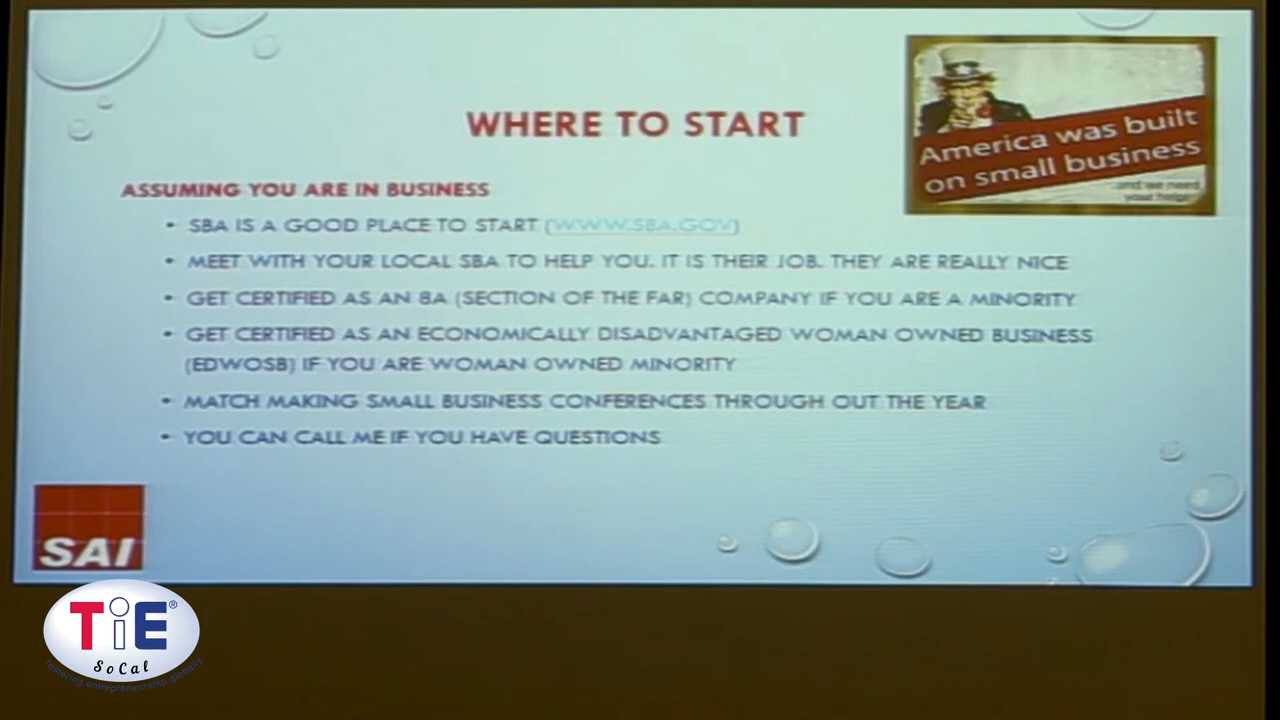 WHERE TO START
America was built
on small business
...and we need
your help!
ASSUMING YOU ARE IN BUSINESS
• SBA IS A GOOD PLACE TO START (WWW.SBA.GOV)
• MEET WITH YOUR LOCAL SBA TO HELP YOU. IT IS THEIR JOB. THEY ARE REALLY NICE
• GET CERTIFIED AS AN 8A (SECTION OF THE FAR) COMPANY IF YOU ARE A MINORITY
• GET CERTIFIED AS AN ECONOMICALLY DISADVANTAGED WOMAN OWNED BUSINESS
(EDWOSB) IF YOU ARE WOMAN OWNED MINORITY
• MATCH MAKING SMALL BUSINESS CONFERENCES THROUGH OUT THE YEAR
• YOU CAN CALL ME IF YOU HAVE QUESTIONS
SAI
TiE®
SoCal
fostering entrepreneurship globally